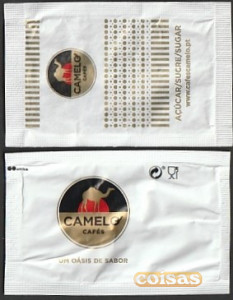 CAMELO
CAFÉS
AÇÚCAR/SUCRE/SUGAR
www.cafescamelo.pt
CAMELO
CAFÉS
UM OÁSIS DE SABOR
coisas